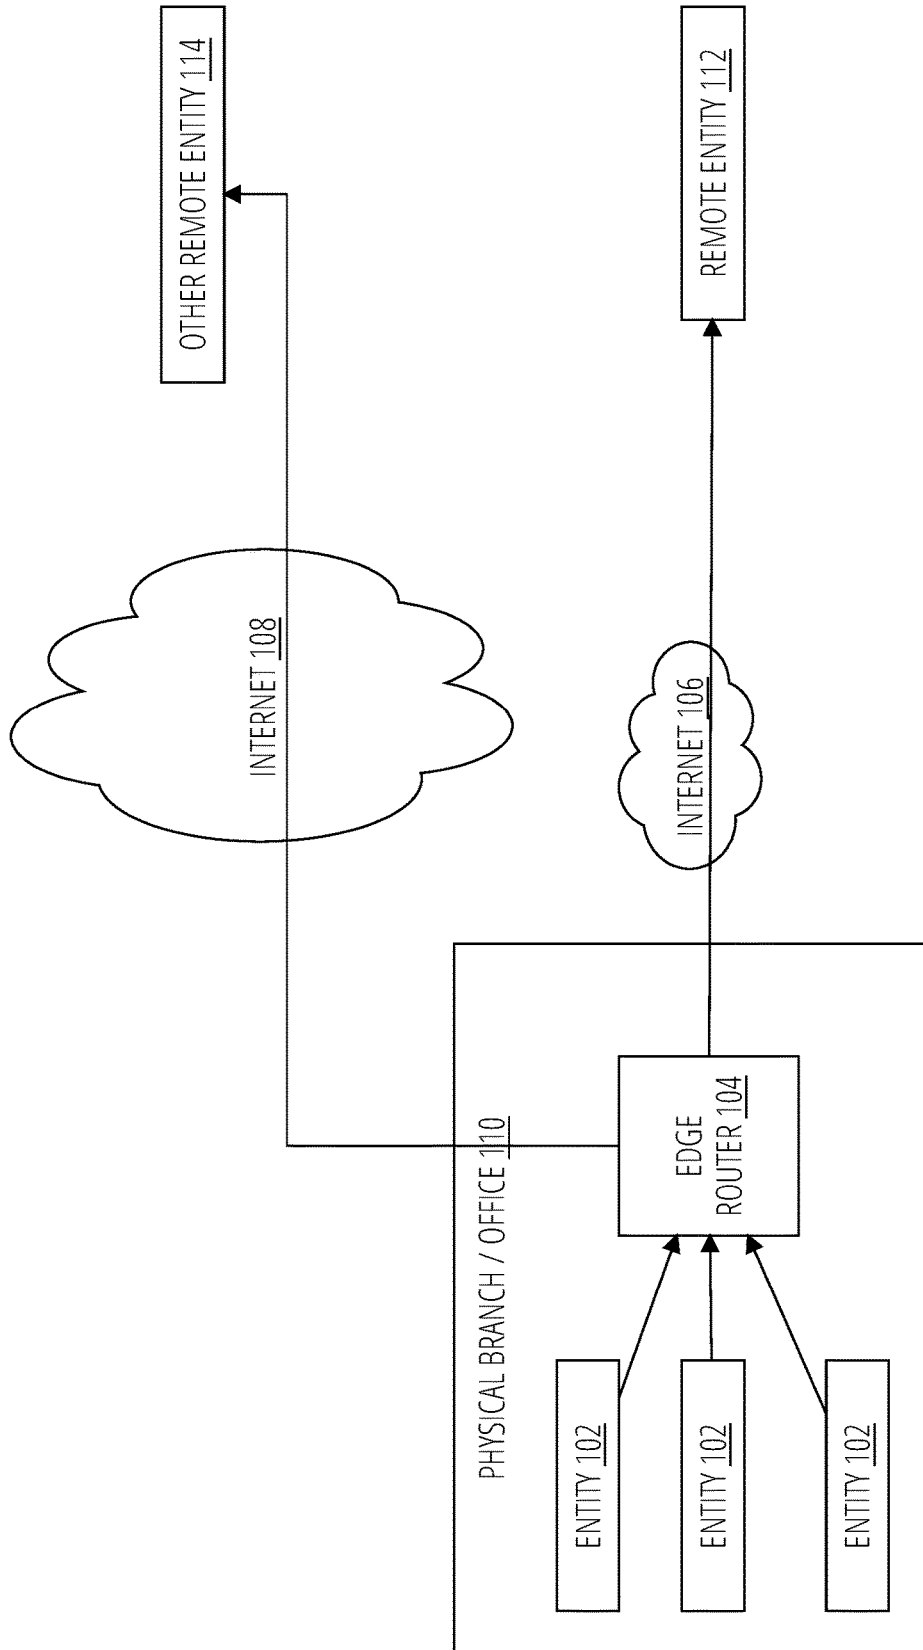 OTHER REMOTE ENTITY 114
INTERNET 108
REMOTE ENTITY 112
INTERNET 106
PHYSICAL BRANCH / OFFICE 110
EDGE
ROUTER 104
ENTITY 102
ENTITY 102
ENTITY 102